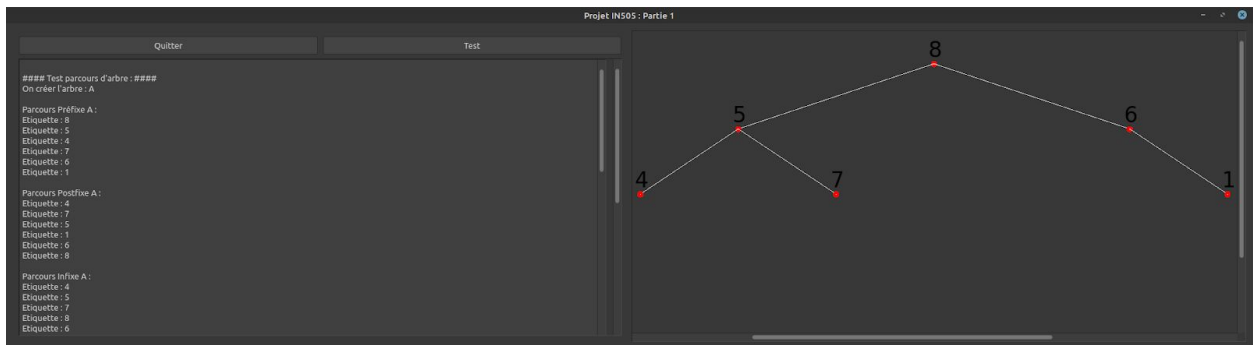 Projet IN505 : Partie 1
Quitter
Test
#### Test parcours d'arbre : ####
On créer l'arbre : A
Parcours Préfixe A :
Etiquette : 8
Etiquette : 5
Etiquette : 4
Etiquette : 7
Etiquette : 6
Etiquette : 1
Parcours Postfixe A :
Etiquette : 4
Etiquette : 7
Etiquette : 5
Etiquette : 1
Etiquette : 6
Etiquette : 8
Parcours Infixe A :
Etiquette : 4
Etiquette : 5
Etiquette : 7
Etiquette : 8
Etiquette : 6
8
5
6
4
7
1